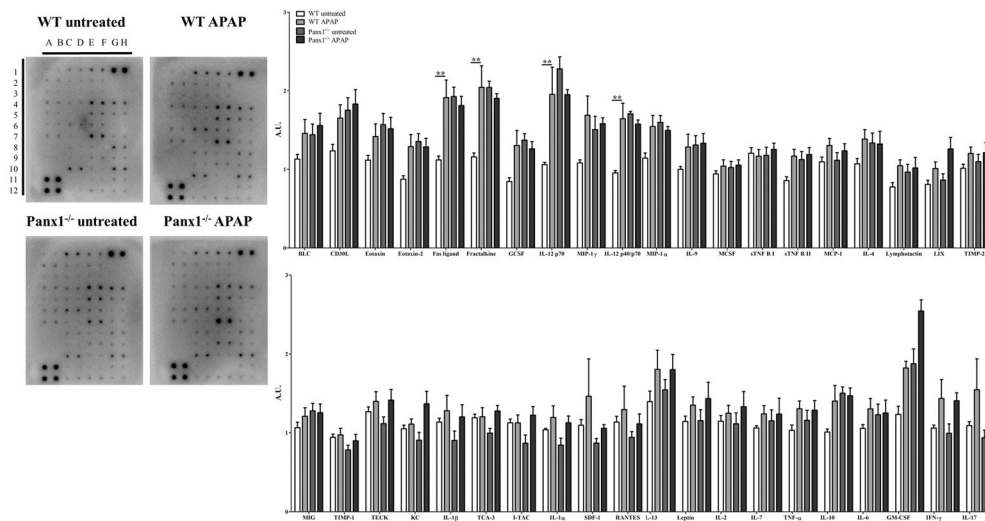 WT untreated
WT APAP
A B C D E F G H
1
2
3
4
5
6
7
8
9
10
11
12
Panx1-/- untreated
Panx1-/- APAP
WT untreated
WT APAP
Panx1-/- untreated
Panx1-/- APAP
3
2
1
0
A.U.
** ** ** **
BLC CD30L Eotaxin Eotaxin-2 Fas ligand Fractalkine GCSF IL-12 p70 MIP-1γ IL-12 p40/p70 MIP-1α IL-9 MCSF sTNF R I sTNF R II MCP-1 IL-4 Lymphotactin LIX TIMP-2
3
2
1
0
A.U.
MIG TIMP-1 TECK KC IL-1β TCA-3 I-TAC IL-1α SDF-1 RANTES L-13 Leptin IL-2 IL-7 TNF-α IL-10 IL-6 GM-CSF IFN-γ IL-17